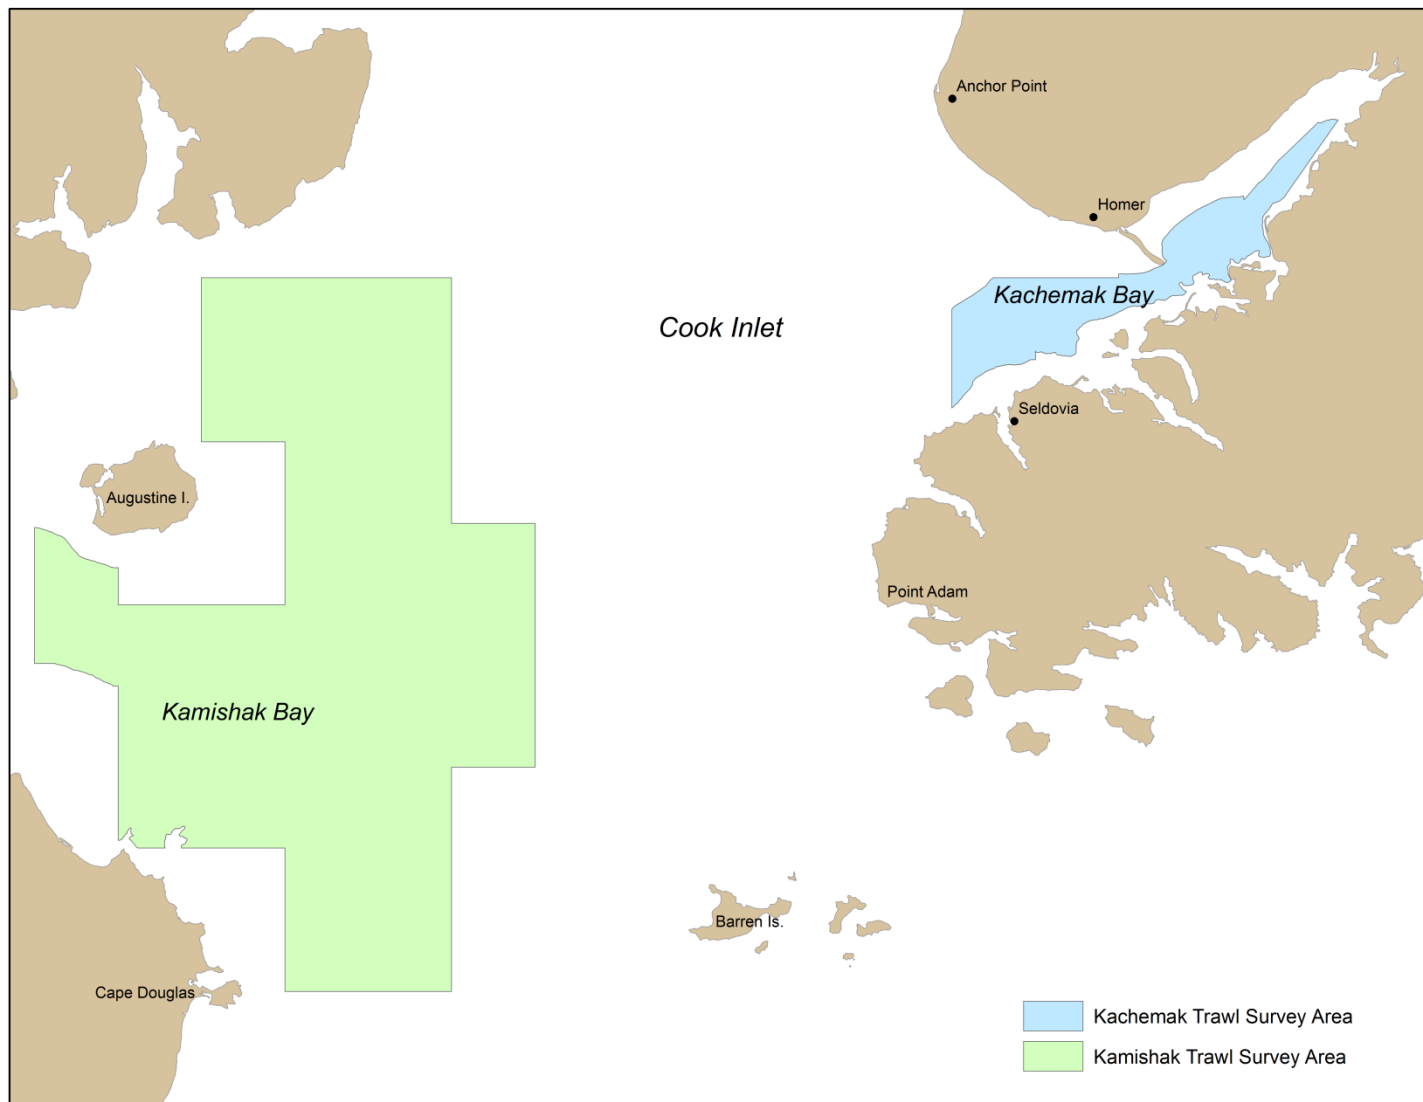 Anchor Point
Homer
Kachemak Bay
Cook Inlet
Seldovia
Augustine I.
Point Adam
Kamishak Bay
Barren Is.
Cape Douglas
Kachemak Trawl Survey Area
Kamishak Trawl Survey Area